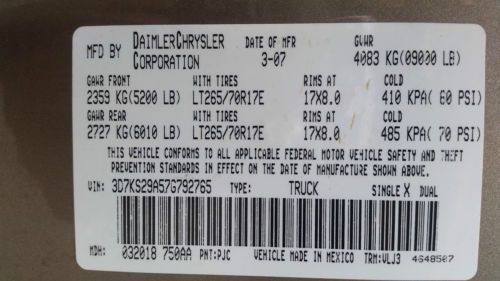 MFD BY DAIMLERCHRYSLER CORPORATION DATE OF MFR 3-07 GVWR 4083 KG(09000 LB)
GAWR FRONT WITH TIRES RIMS AT COLD
2359 KG(5200 LB) LT265/70R17E 17X8.0 410 KPA( 60 PSI)
GAWR REAR WITH TIRES RIMS AT COLD
2727 KG(6010 LB) LT265/70R17E 17X8.0 485 KPA( 70 PSI)
THIS VEHICLE CONFORMS TO ALL APPLICABLE FEDERAL MOTOR VEHICLE SAFETY AND THEFT
PREVENTION STANDARDS IN EFFECT ON THE DATE OF MANUFACTURE SHOWN ABOVE.
VIN: 3D7KS29A57G792765 TYPE: TRUCK SINGLE X DUAL
MDH: 032018 750AA PNT:PJC VEHICLE MADE IN MEXICO TRM:VLJ3 4648507